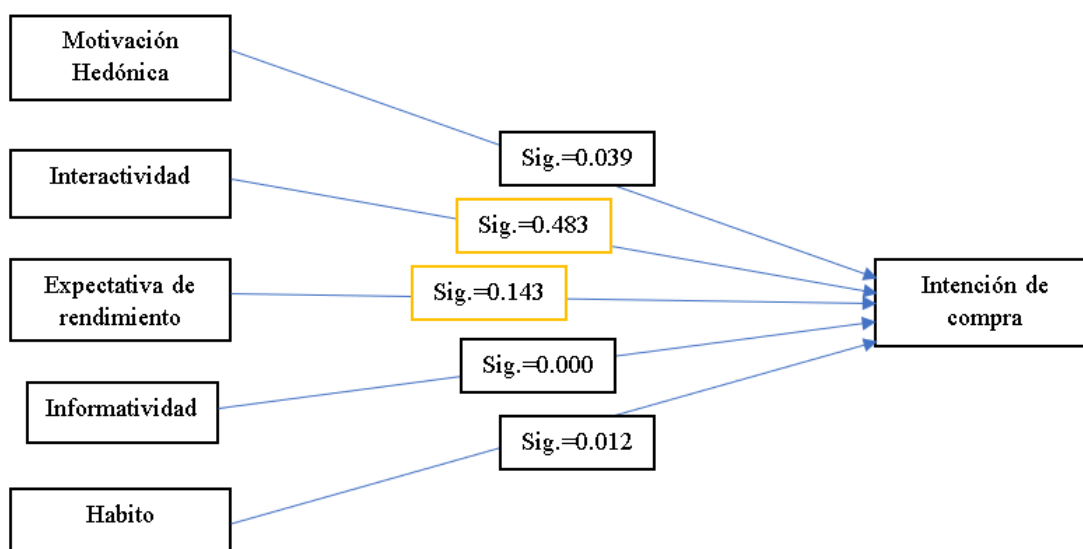 Motivación
Hedónica
Sig.=0.039
Interactividad
Sig.=0.483
Expectativa de
rendimiento
Sig.=0.143
Intención de
compra
Informatividad
Sig.=0.000
Habito
Sig.=0.012